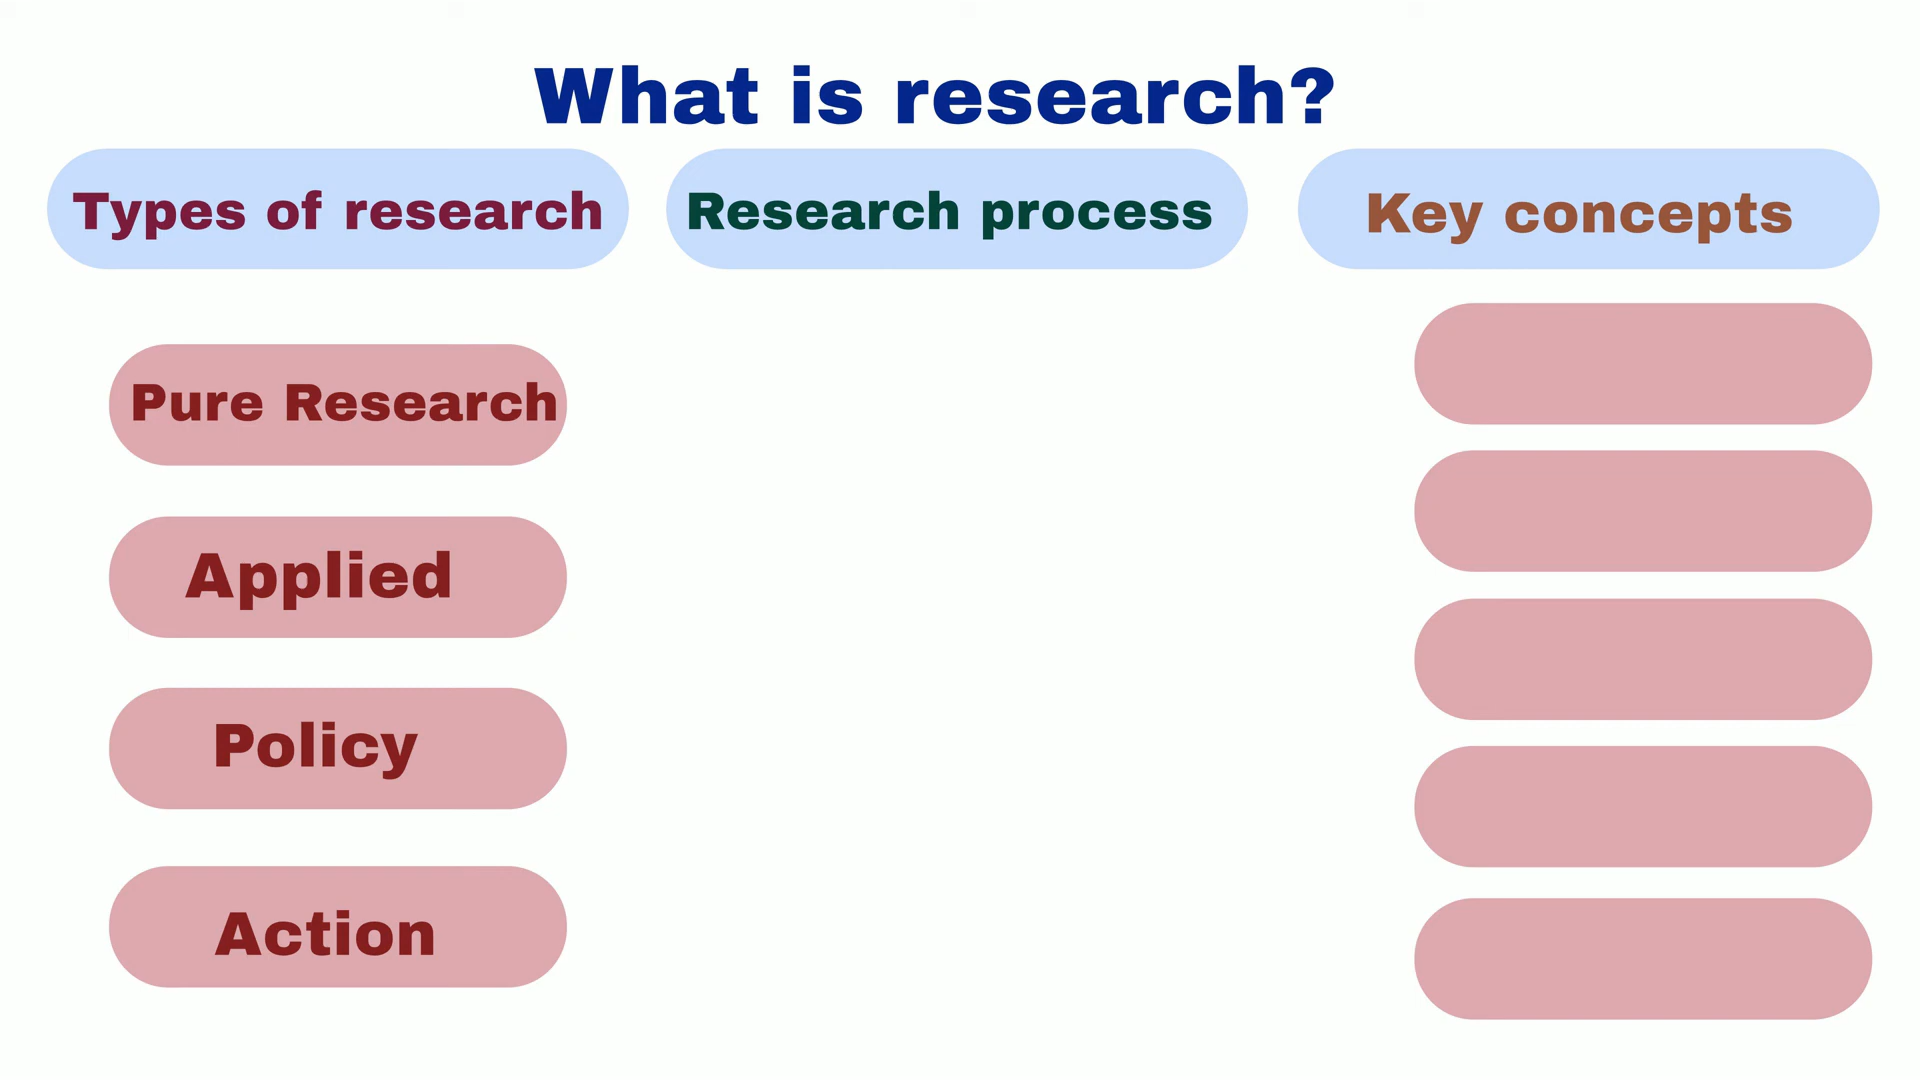 What is research?
Types of research
Research process
Key concepts
Pure Research
Applied
Policy
Action